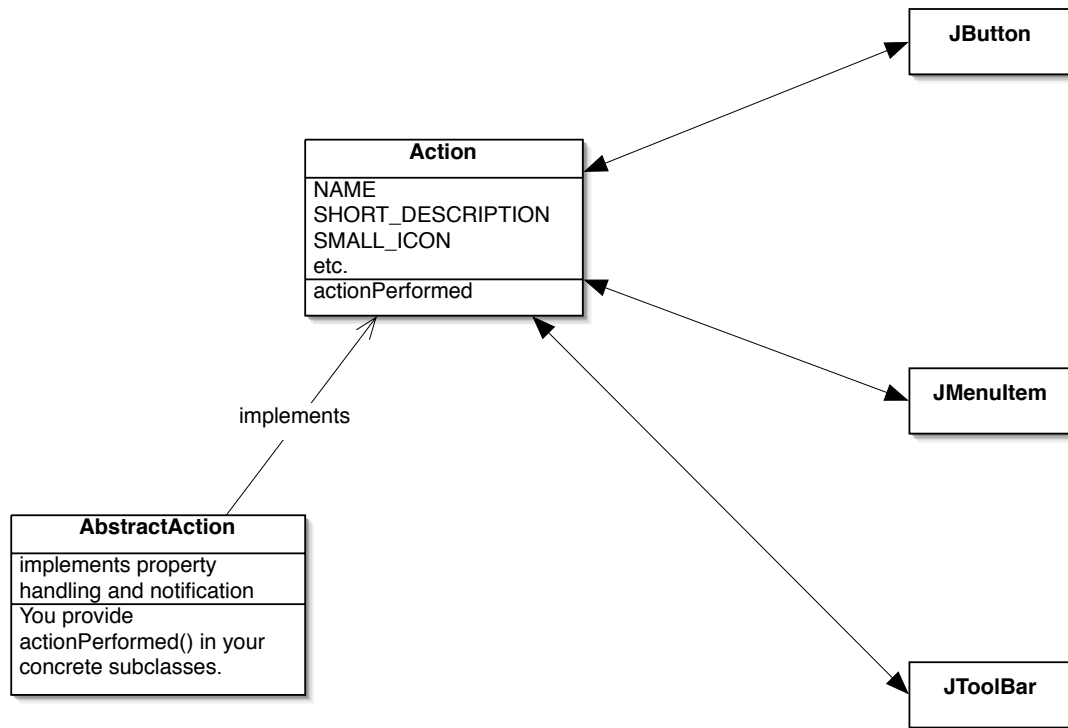 JButton
Action
NAME
SHORT_DESCRIPTION
SMALL_ICON
etc.
actionPerformed
JMenuItem
implements
AbstractAction
implements property
handling and notification
You provide
actionPerformed() in your
concrete subclasses.
JToolBar